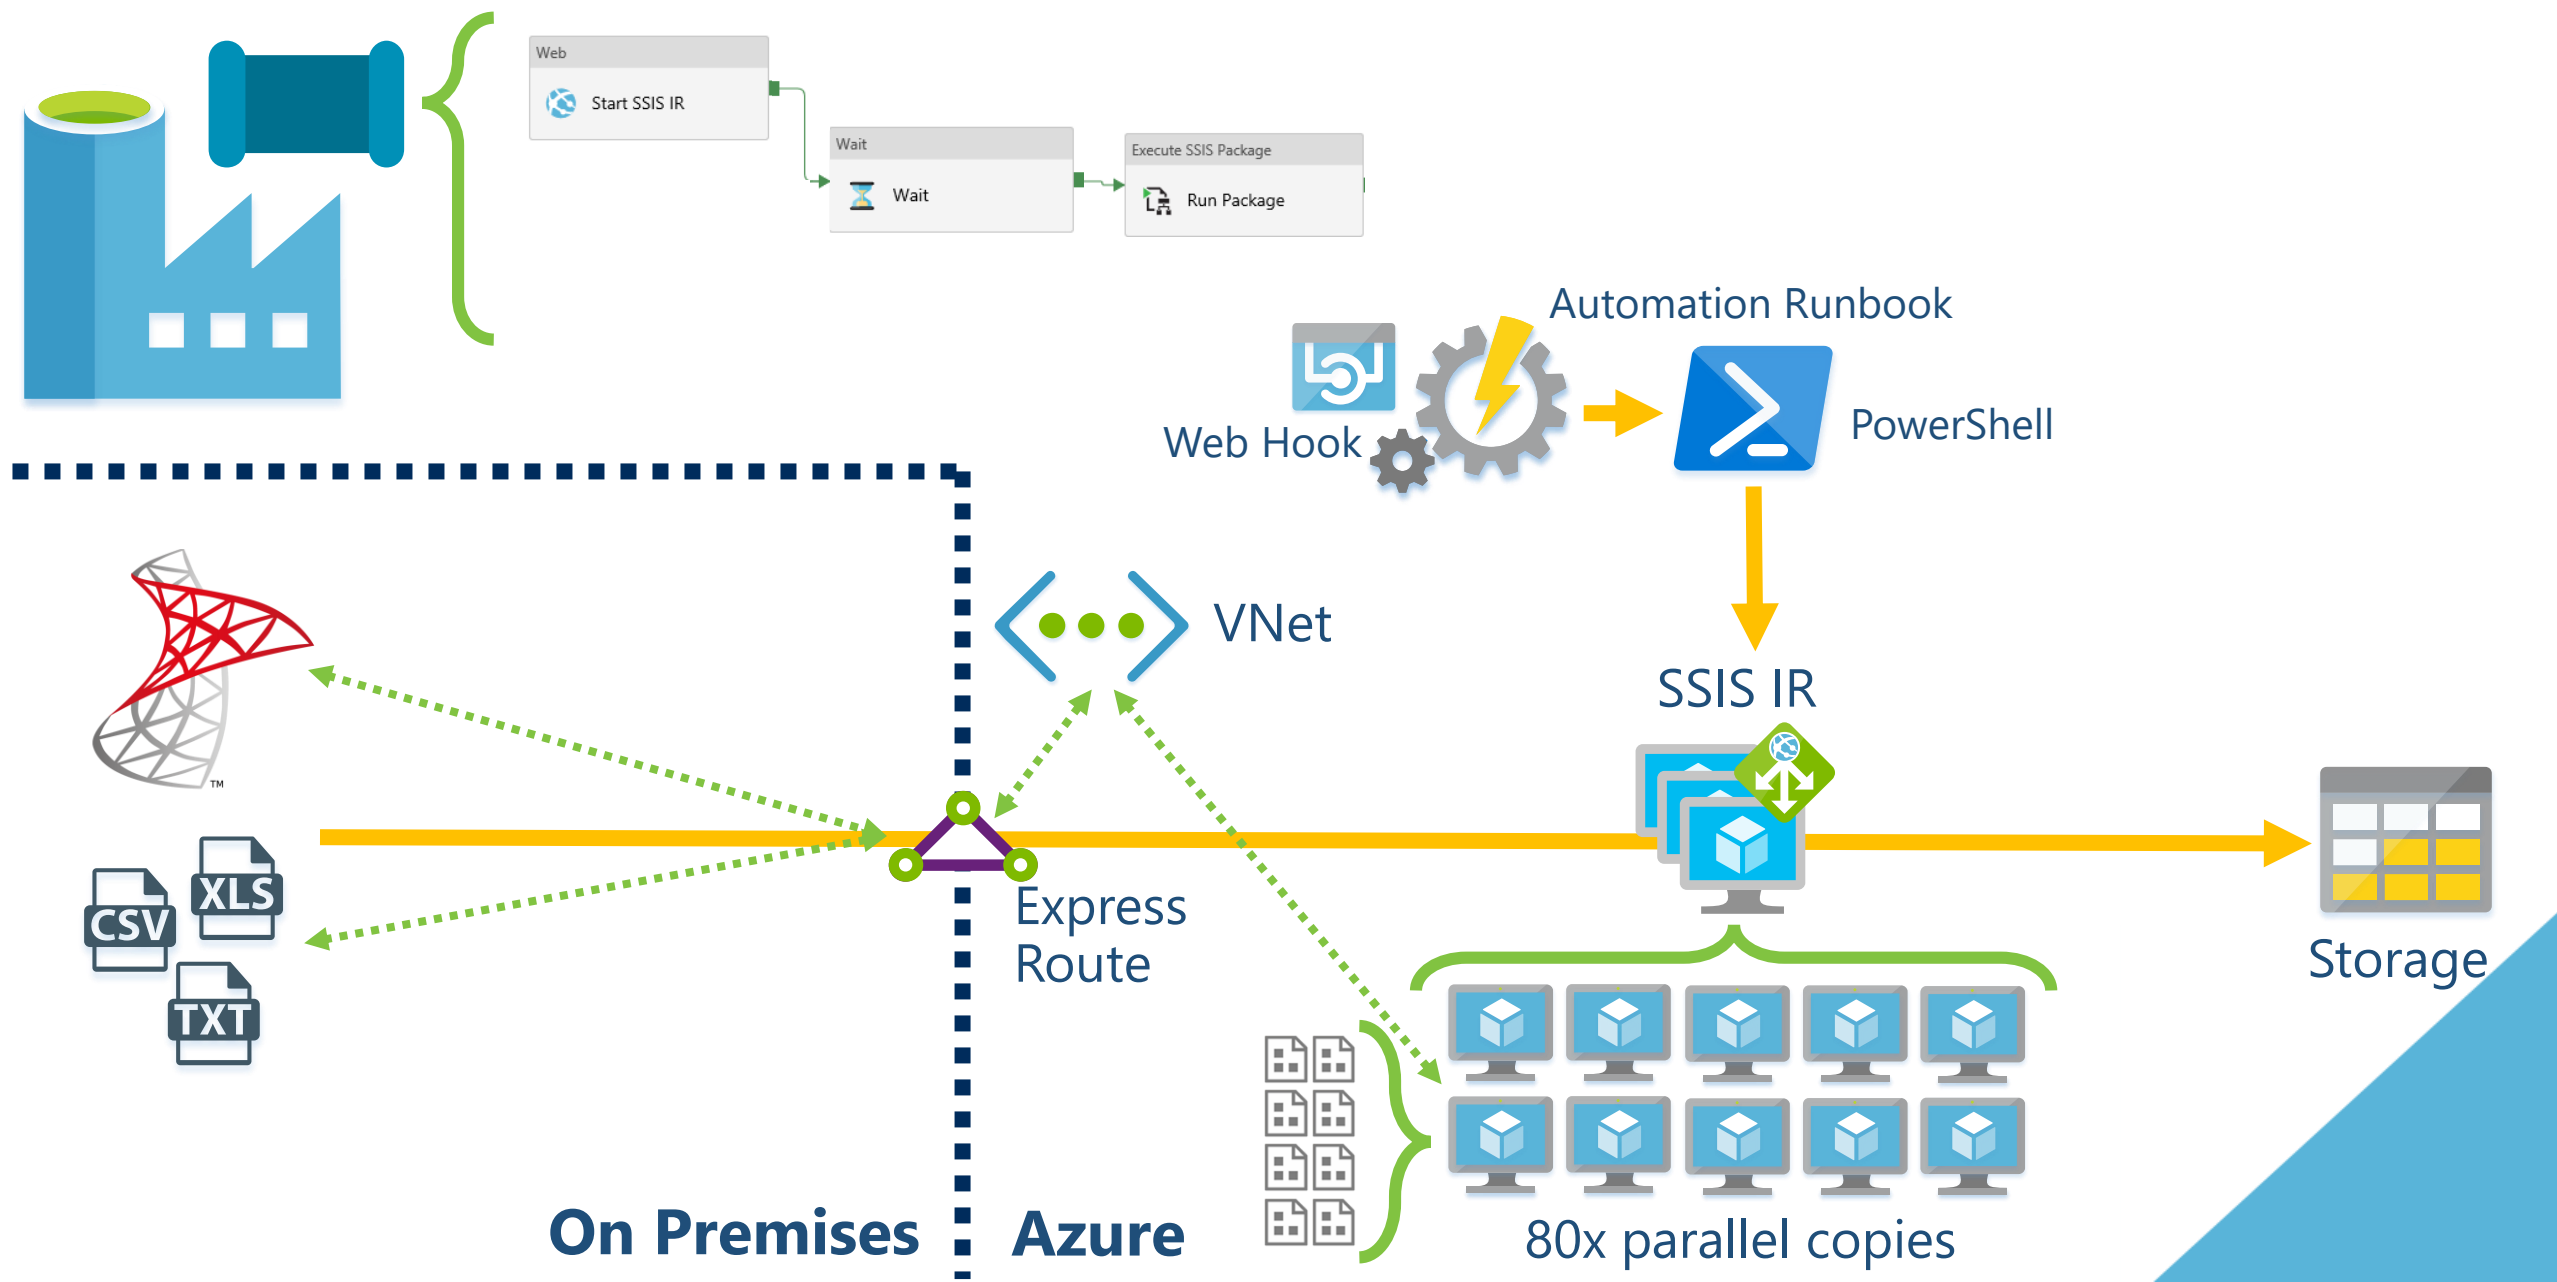 Web
Start SSIS IR
Wait
Wait
Execute SSIS Package
Run Package
Automation Runbook
Web Hook
PowerShell
VNet
SSIS IR
TM
XLS
CSV
TXT
Express
Route
Storage
On Premises
Azure
80x parallel copies